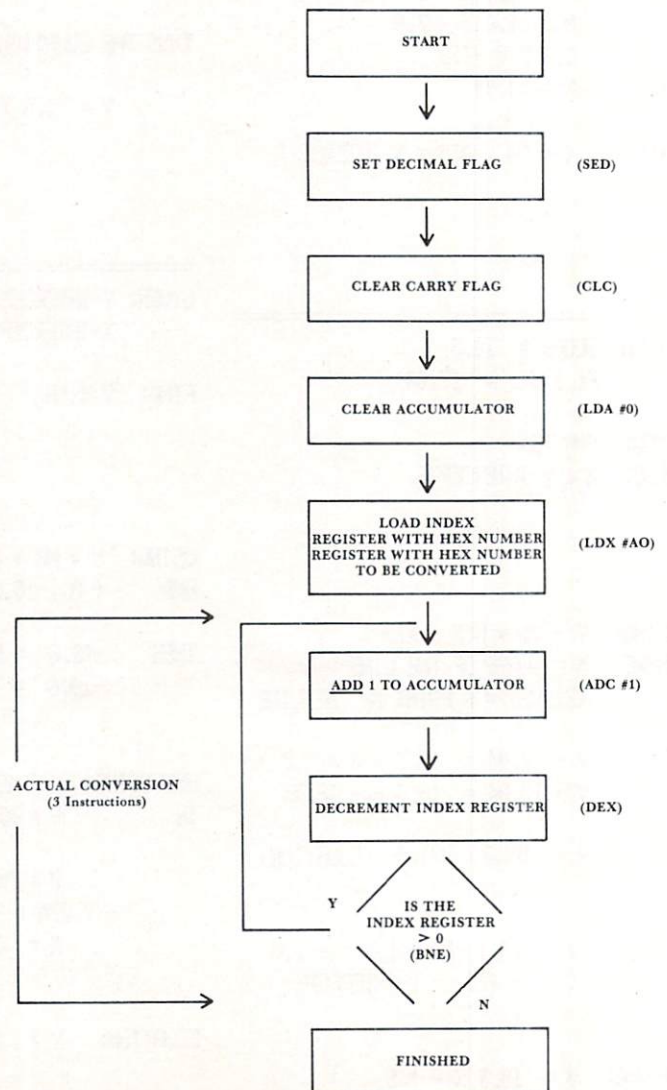 START
SET DECIMAL FLAG (SED)
CLEAR CARRY FLAG (CLC)
CLEAR ACCUMULATOR (LDA #0)
LOAD INDEX
REGISTER WITH HEX NUMBER
REGISTER WITH HEX NUMBER
TO BE CONVERTED
(LDX #AO)
ADD 1 TO ACCUMULATOR (ADC #1)
ACTUAL CONVERSION
(3 Instructions)
DECREMENT INDEX REGISTER (DEX)
Y
IS THE
INDEX REGISTER
> 0
(BNE)
N
FINISHED